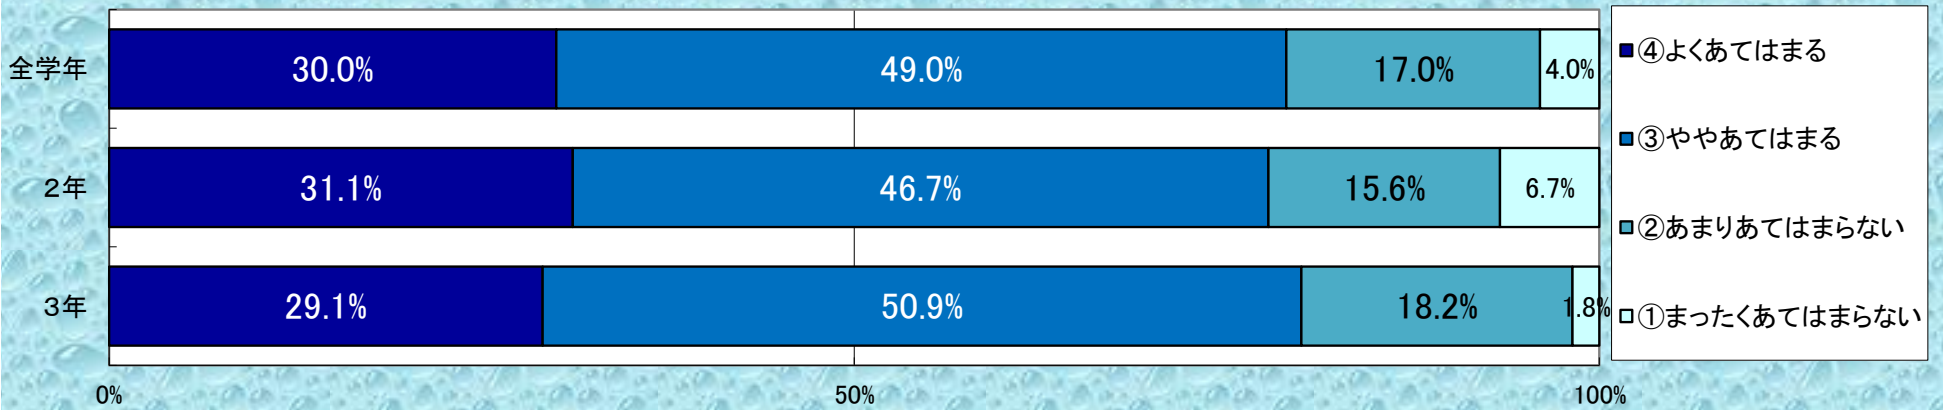 全学年 30.0% 49.0% 17.0% 4.0%
2年 31.1% 46.7% 15.6% 6.7%
3年 29.1% 50.9% 18.2% 1.8%
0% 50% 100%
④よくあてはまる
③ややあてはまる
②あまりあてはまらない
①まったくあてはまらない